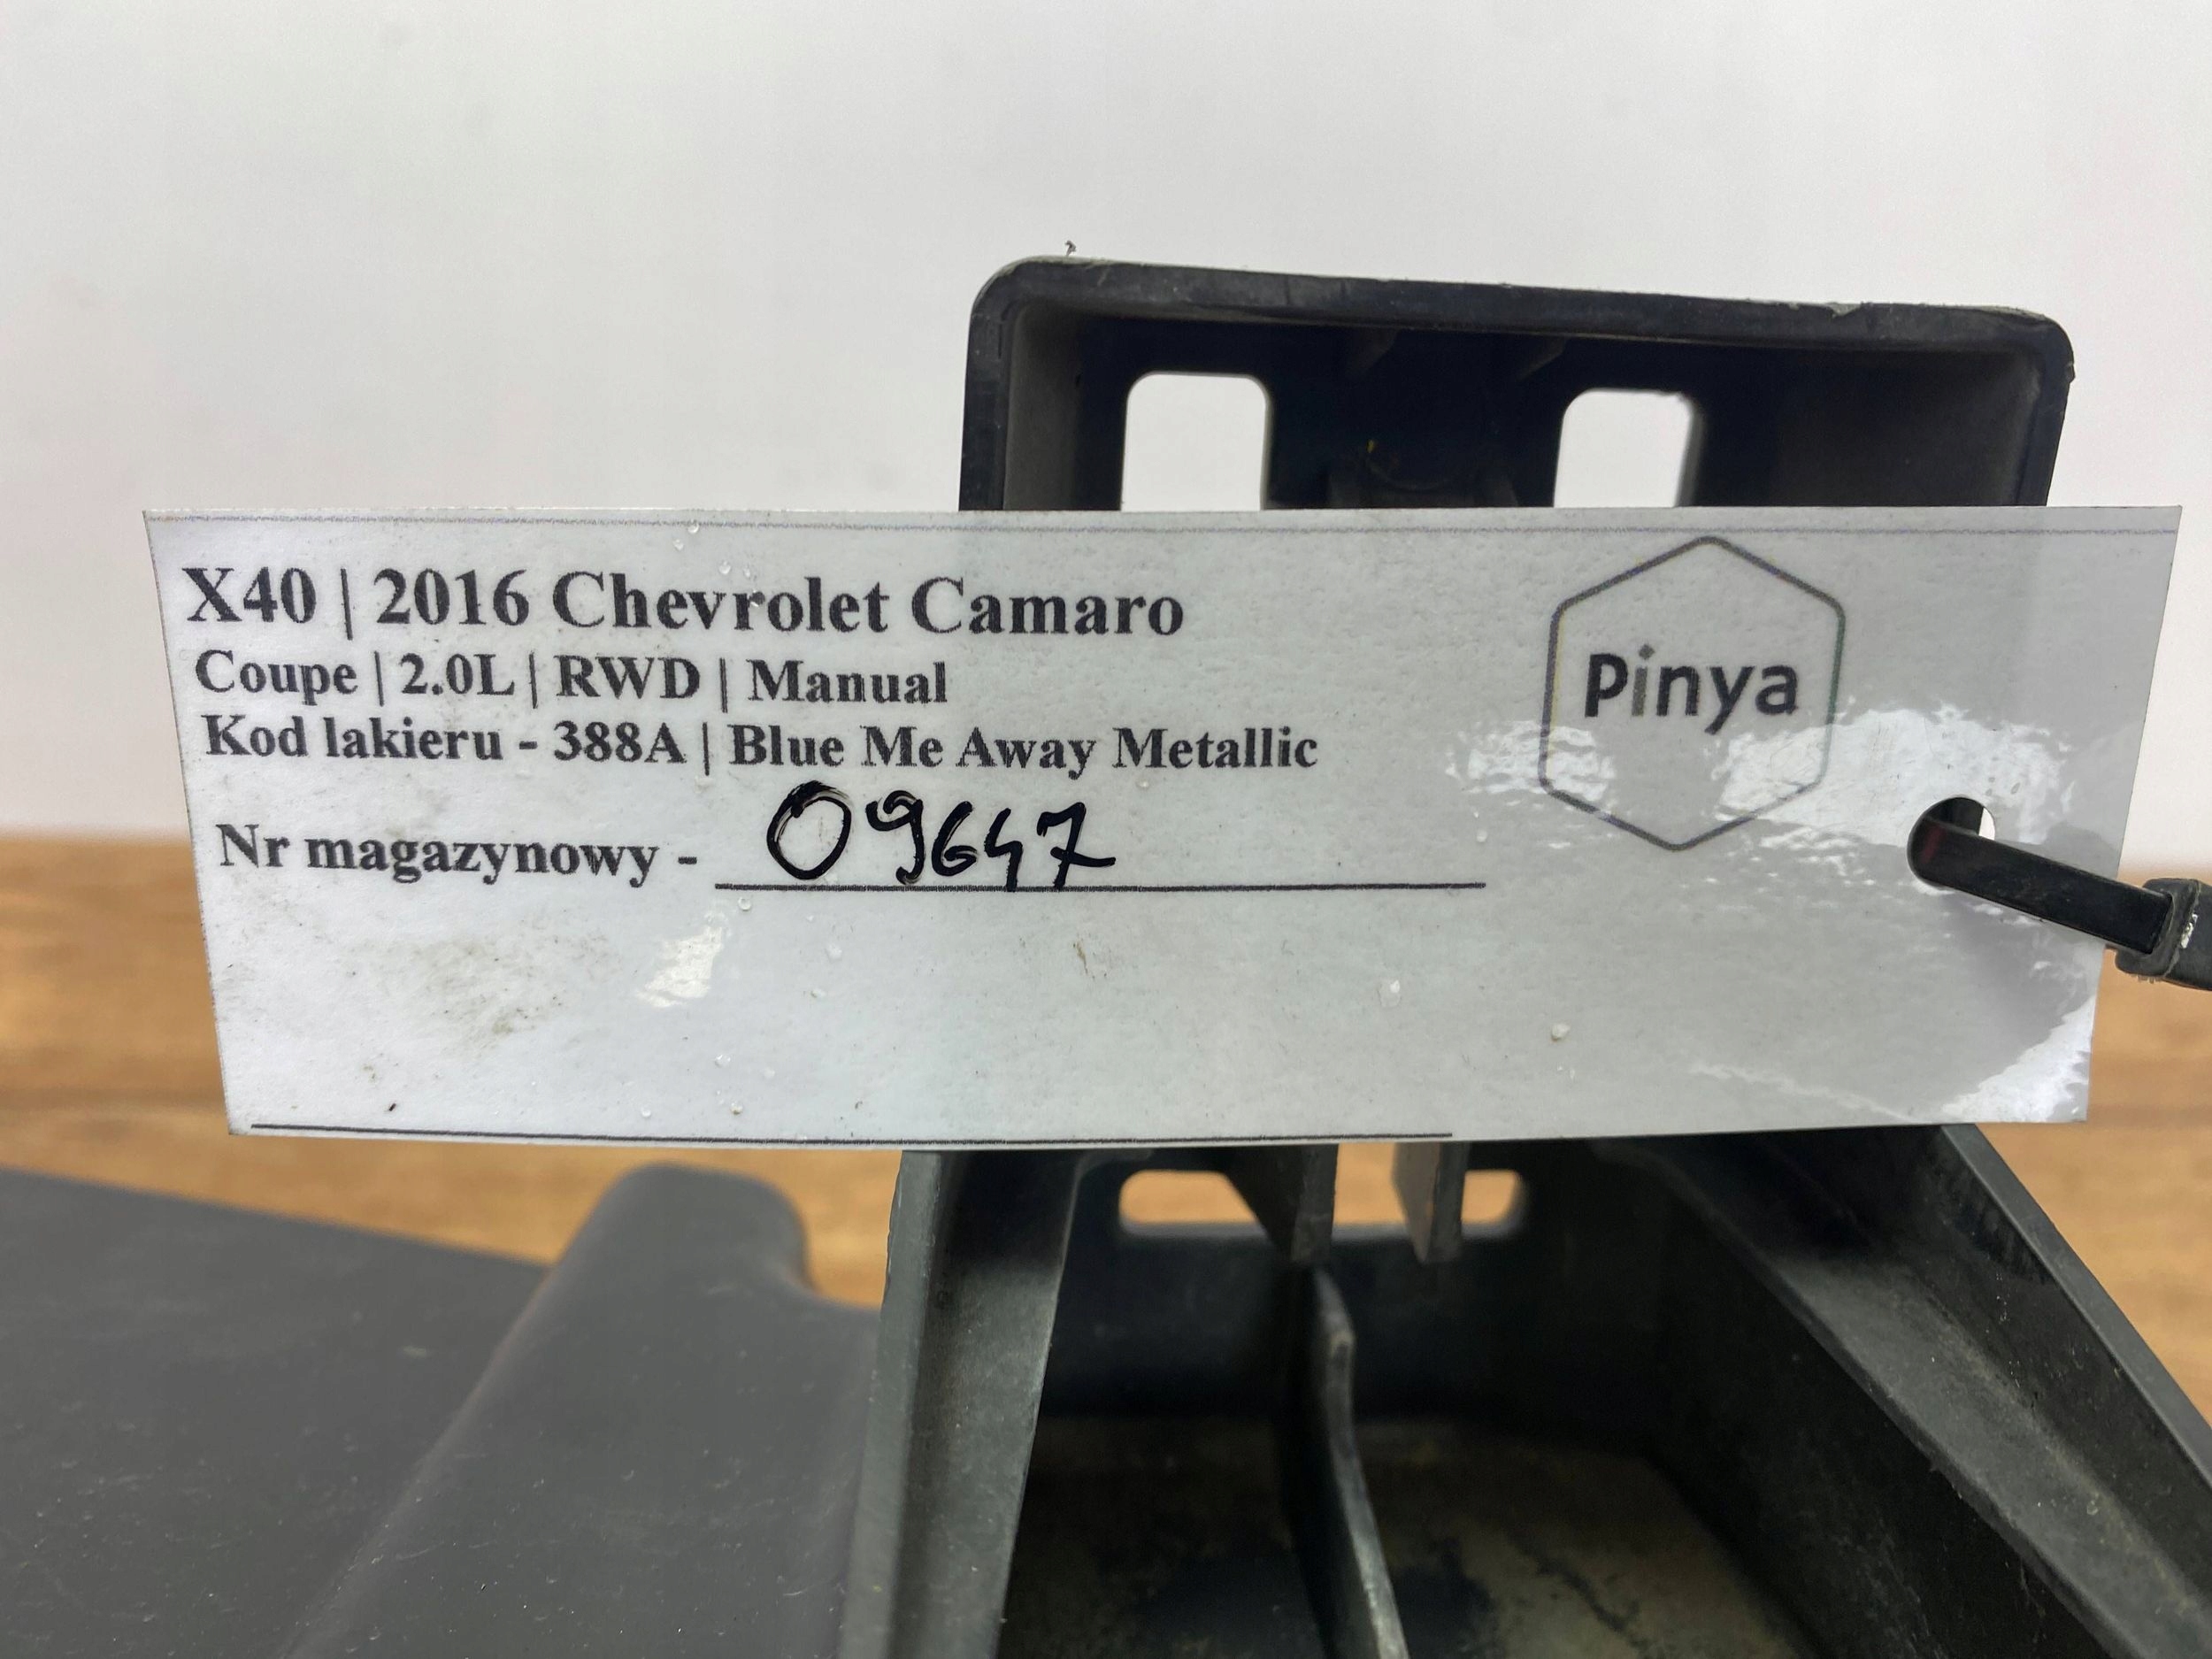 X40 | 2016 Chevrolet Camaro
Coupe | 2.0L | RWD | Manual
Kod lakieru - 388A | Blue Me Away Metallic
Nr magazynowy - 09647
Pinya